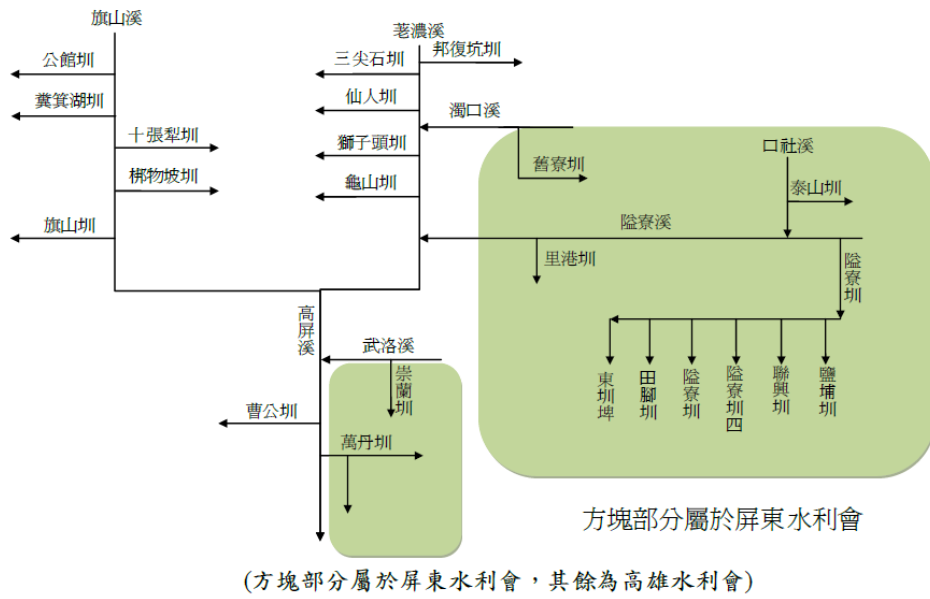 旗山溪
荖濃溪
公館圳
三尖石圳
邦復坑圳
糞箕湖圳
仙人圳
濁口溪
十張犁圳
獅子頭圳
口社溪
舊寮圳
梆物坡圳
龜山圳
泰山圳
旗山圳
隘寮溪
里港圳
隘寮圳
高屏溪
武洛溪
崇蘭圳
東圳埤
田腳圳
隘寮圳
隘寮圳四
聯興圳
鹽埔圳
曹公圳
萬丹圳
方塊部分屬於屏東水利會
(方塊部分屬於屏東水利會，其餘為高雄水利會)